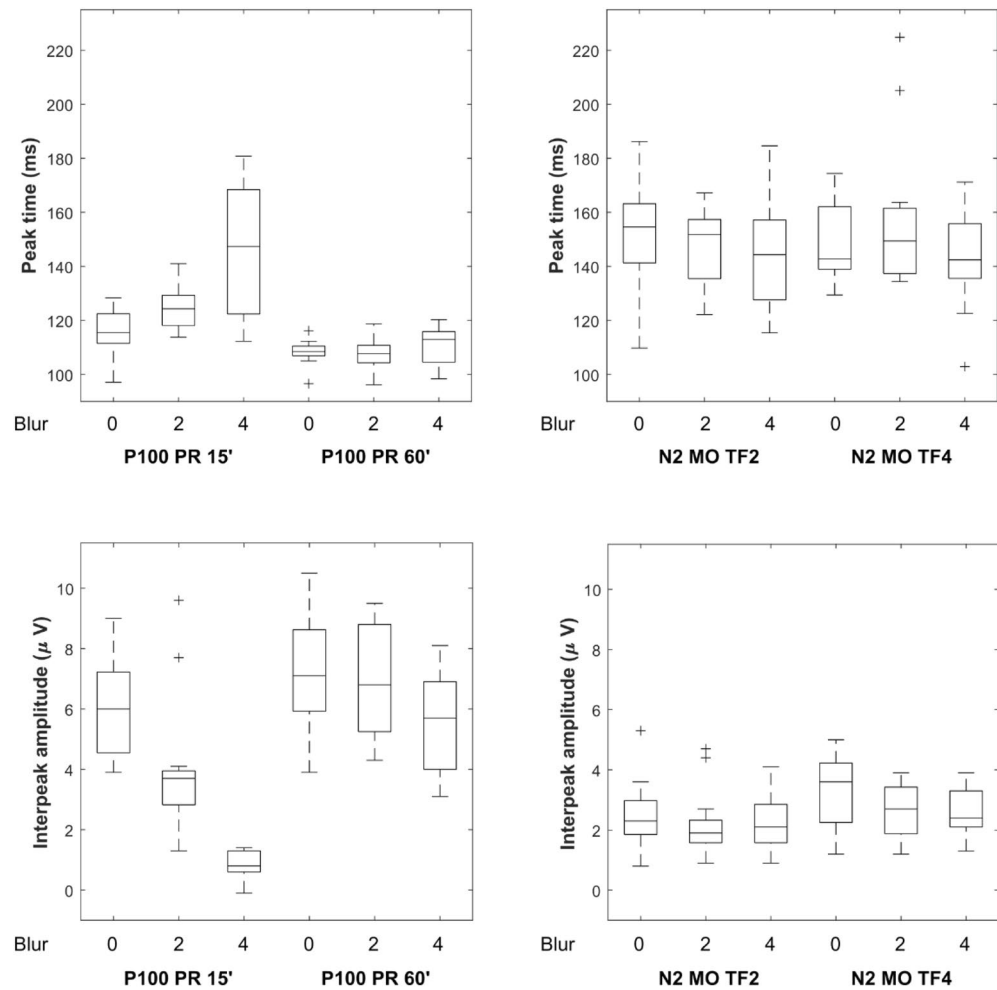 Peak time (ms)
220
200
180
160
140
120
100
Blur 0 2 4 0 2 4
P100 PR 15' P100 PR 60'
Peak time (ms)
220
200
180
160
140
120
100
Blur 0 2 4 0 2 4
N2 MO TF2 N2 MO TF4
Interpeak amplitude (μ V)
10
8
6
4
2
0
Blur 0 2 4 0 2 4
P100 PR 15' P100 PR 60'
Interpeak amplitude (μ V)
10
8
6
4
2
0
Blur 0 2 4 0 2 4
N2 MO TF2 N2 MO TF4